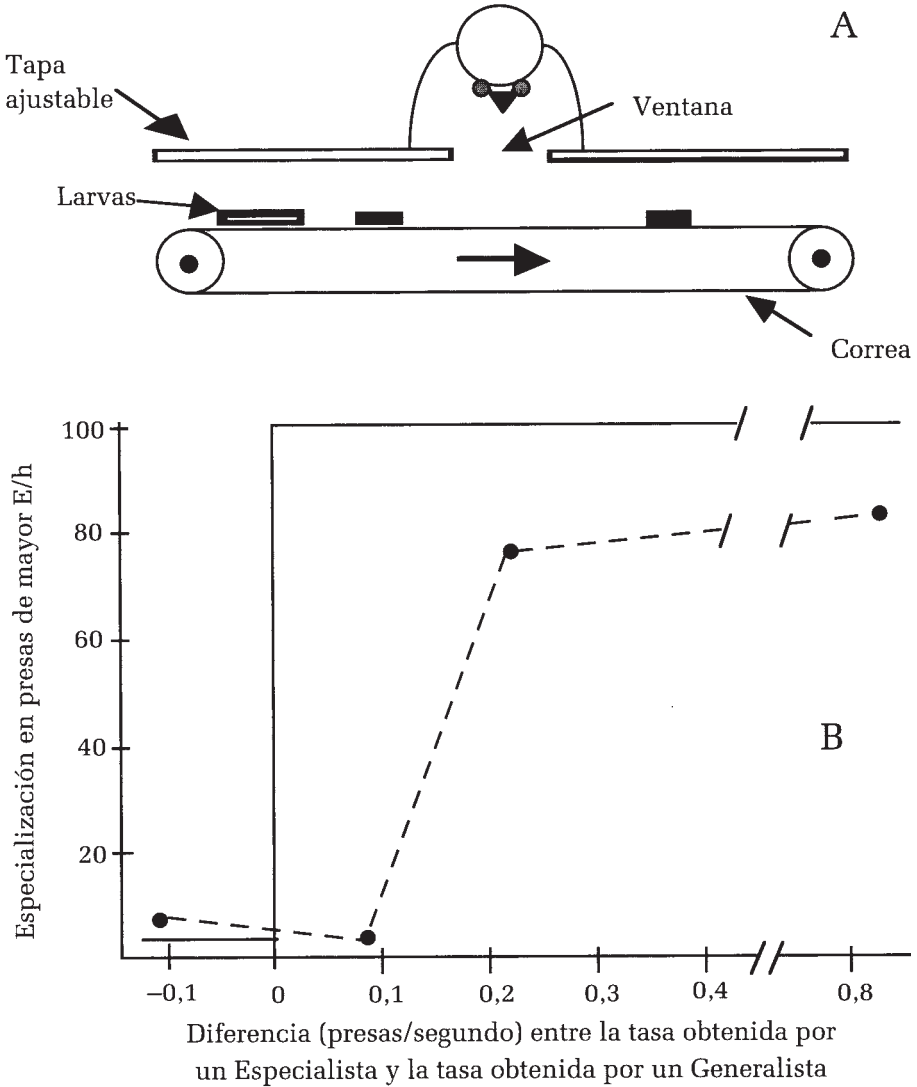 A
Tapa
ajustable
Ventana
Larvas
Correa
Especialización en presas de mayor E/h
100
80
60
40
20
B
–0,1
0
0,1
0,2
0,3
0,4
0,8
Diferencia (presas/segundo) entre la tasa obtenida por
un Especialista y la tasa obtenida por un Generalista